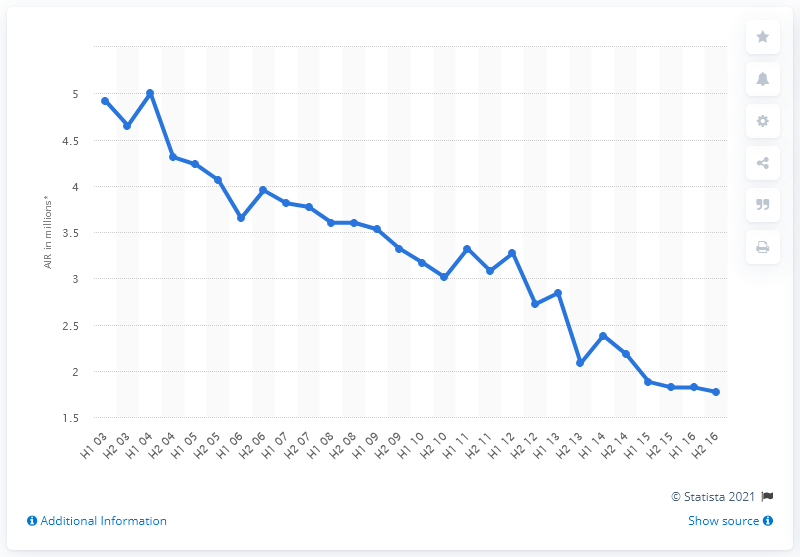 AIR in millions*
5
4.5
4
3.5
3
2.5
2
1.5
H1 03
H2 03
H1 04
H2 04
H1 05
H2 05
H1 06
H2 06
H1 07
H2 07
H1 08
H2 08
H1 09
H2 09
H1 10
H2 10
H1 11
H2 11
H1 12
H2 12
H1 13
H2 13
H1 14
H2 14
H1 15
H2 15
H1 16
H2 16
© Statista 2021
Additional Information
Show source